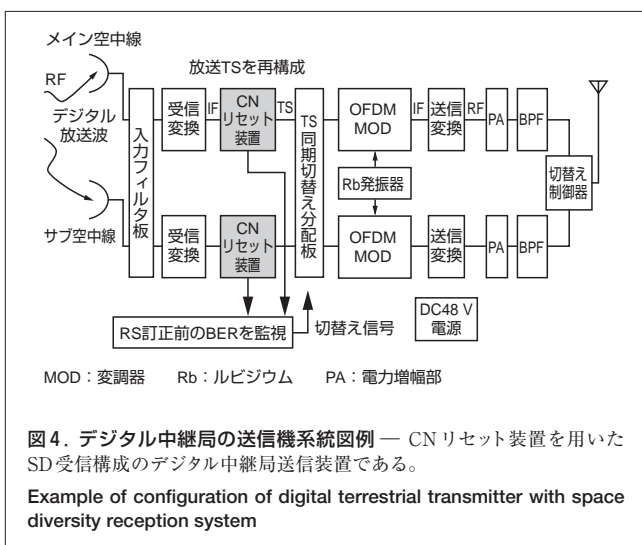 メイン空中線
放送TSを再構成
RF
デジタル
放送波
入力フィルタ板
受信
変換
IF
CN
リセット
装置
TS
TS同期切替え分配板
OFDM
MOD
IF
送信
変換
RF
PA
BPF
Rb発振器
切替え
制御器
サブ空中線
受信
変換
CN
リセット
装置
OFDM
MOD
送信
変換
PA
BPF
RS訂正前のBERを監視
切替え信号
DC48 V
電源
MOD：変調器 Rb：ルビジウム PA：電力増幅部
図4. デジタル中継局の送信機系統図例 — CNリセット装置を用いた
SD受信構成のデジタル中継局送信装置である。
Example of configuration of digital terrestrial transmitter with space
diversity reception system